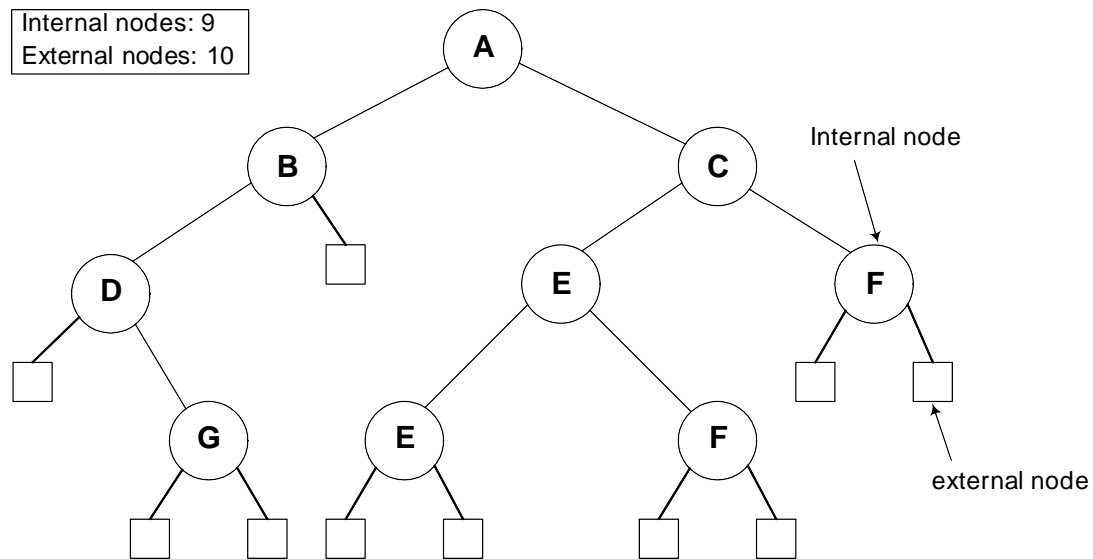 Internal nodes: 9
External nodes: 10
A
B
C
Internal node
D
E
F
G
E
F
external node